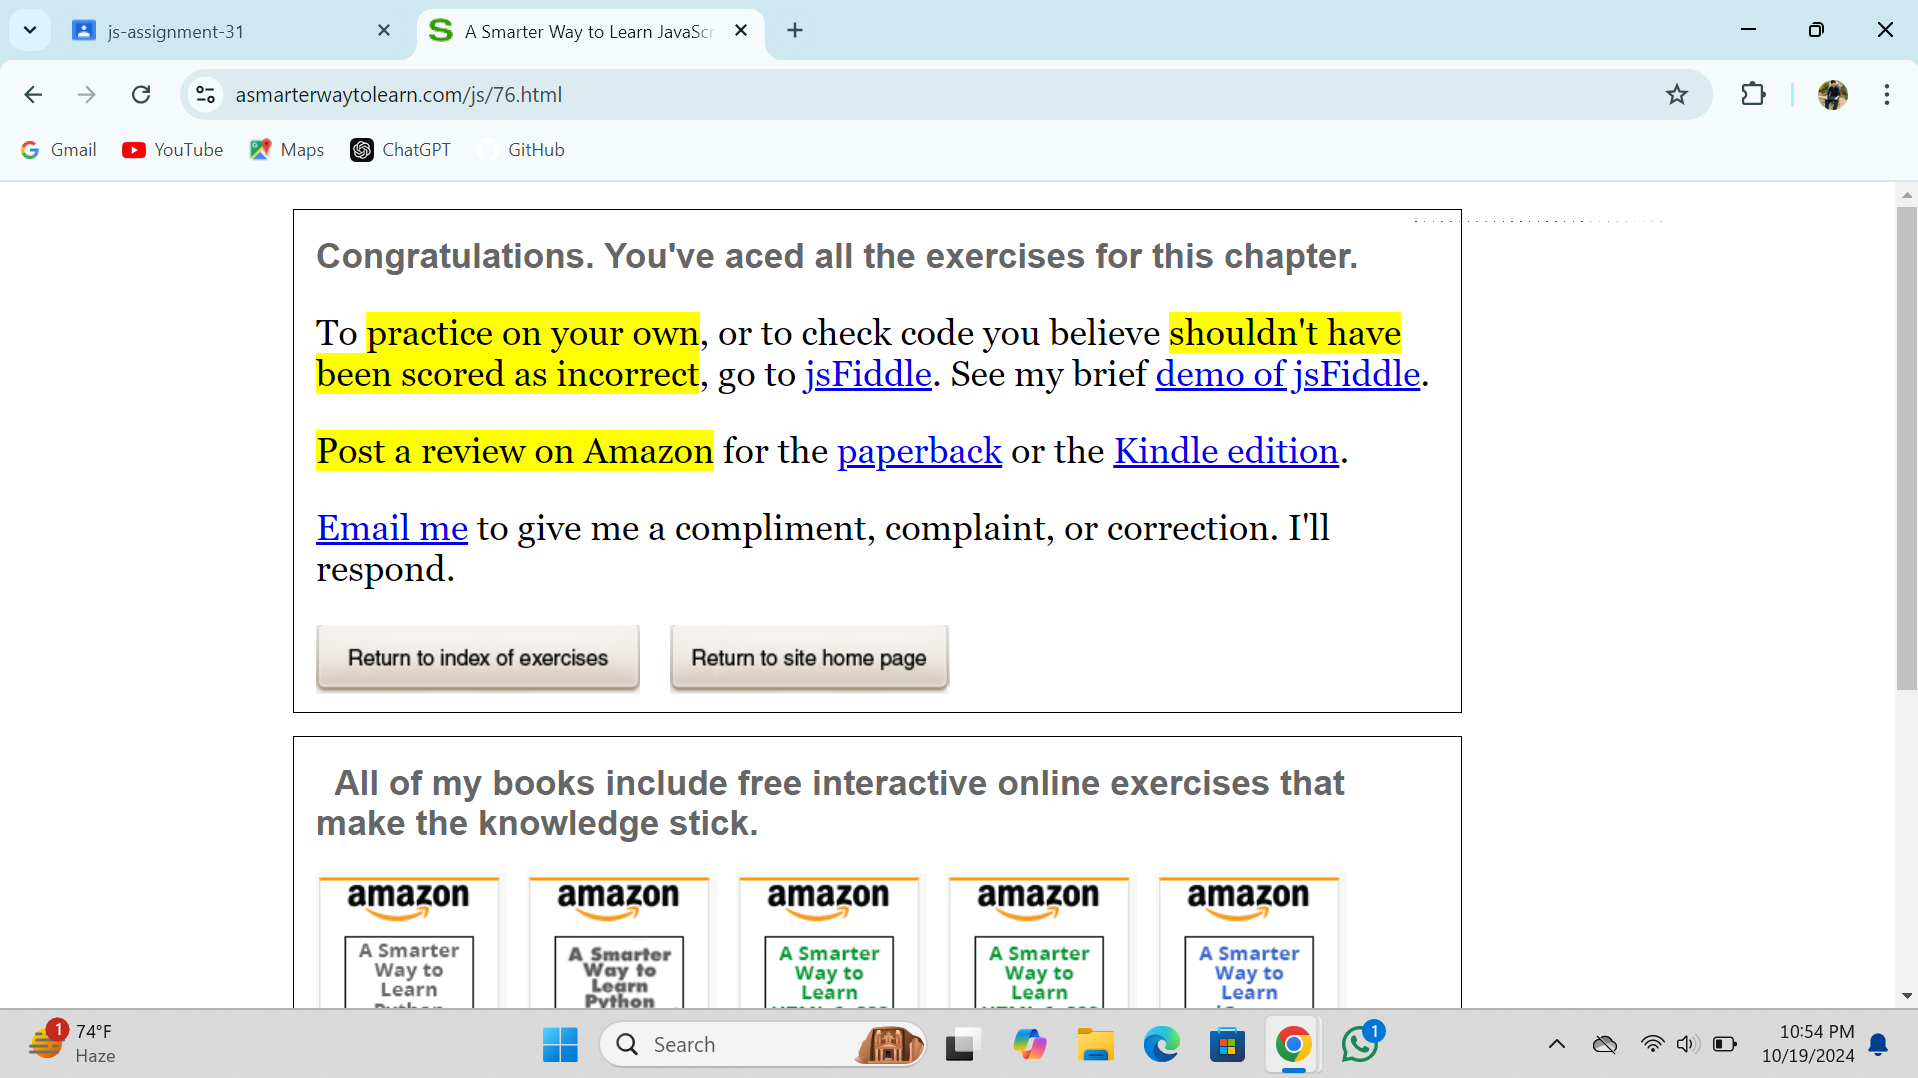 js-assignment-31
A Smarter Way to Learn JavaScr
asmarterwaytolearn.com/js/76.html
Gmail YouTube Maps ChatGPT GitHub
Congratulations. You've aced all the exercises for this chapter.
To practice on your own, or to check code you believe shouldn't have
been scored as incorrect, go to jsFiddle. See my brief demo of jsFiddle.
Post a review on Amazon for the paperback or the Kindle edition.
Email me to give me a compliment, complaint, or correction. I'll
respond.
Return to index of exercises
Return to site home page
All of my books include free interactive online exercises that
make the knowledge stick.
amazon amazon amazon amazon amazon
A Smarter
Way to
Learn
Python
A Smarter
Way to
Learn
Python
A Smarter
Way to
Learn
A Smarter
Way to
Learn
A Smarter
Way to
Learn
1
74°F
Haze
Search
1
10:54 PM
10/19/2024